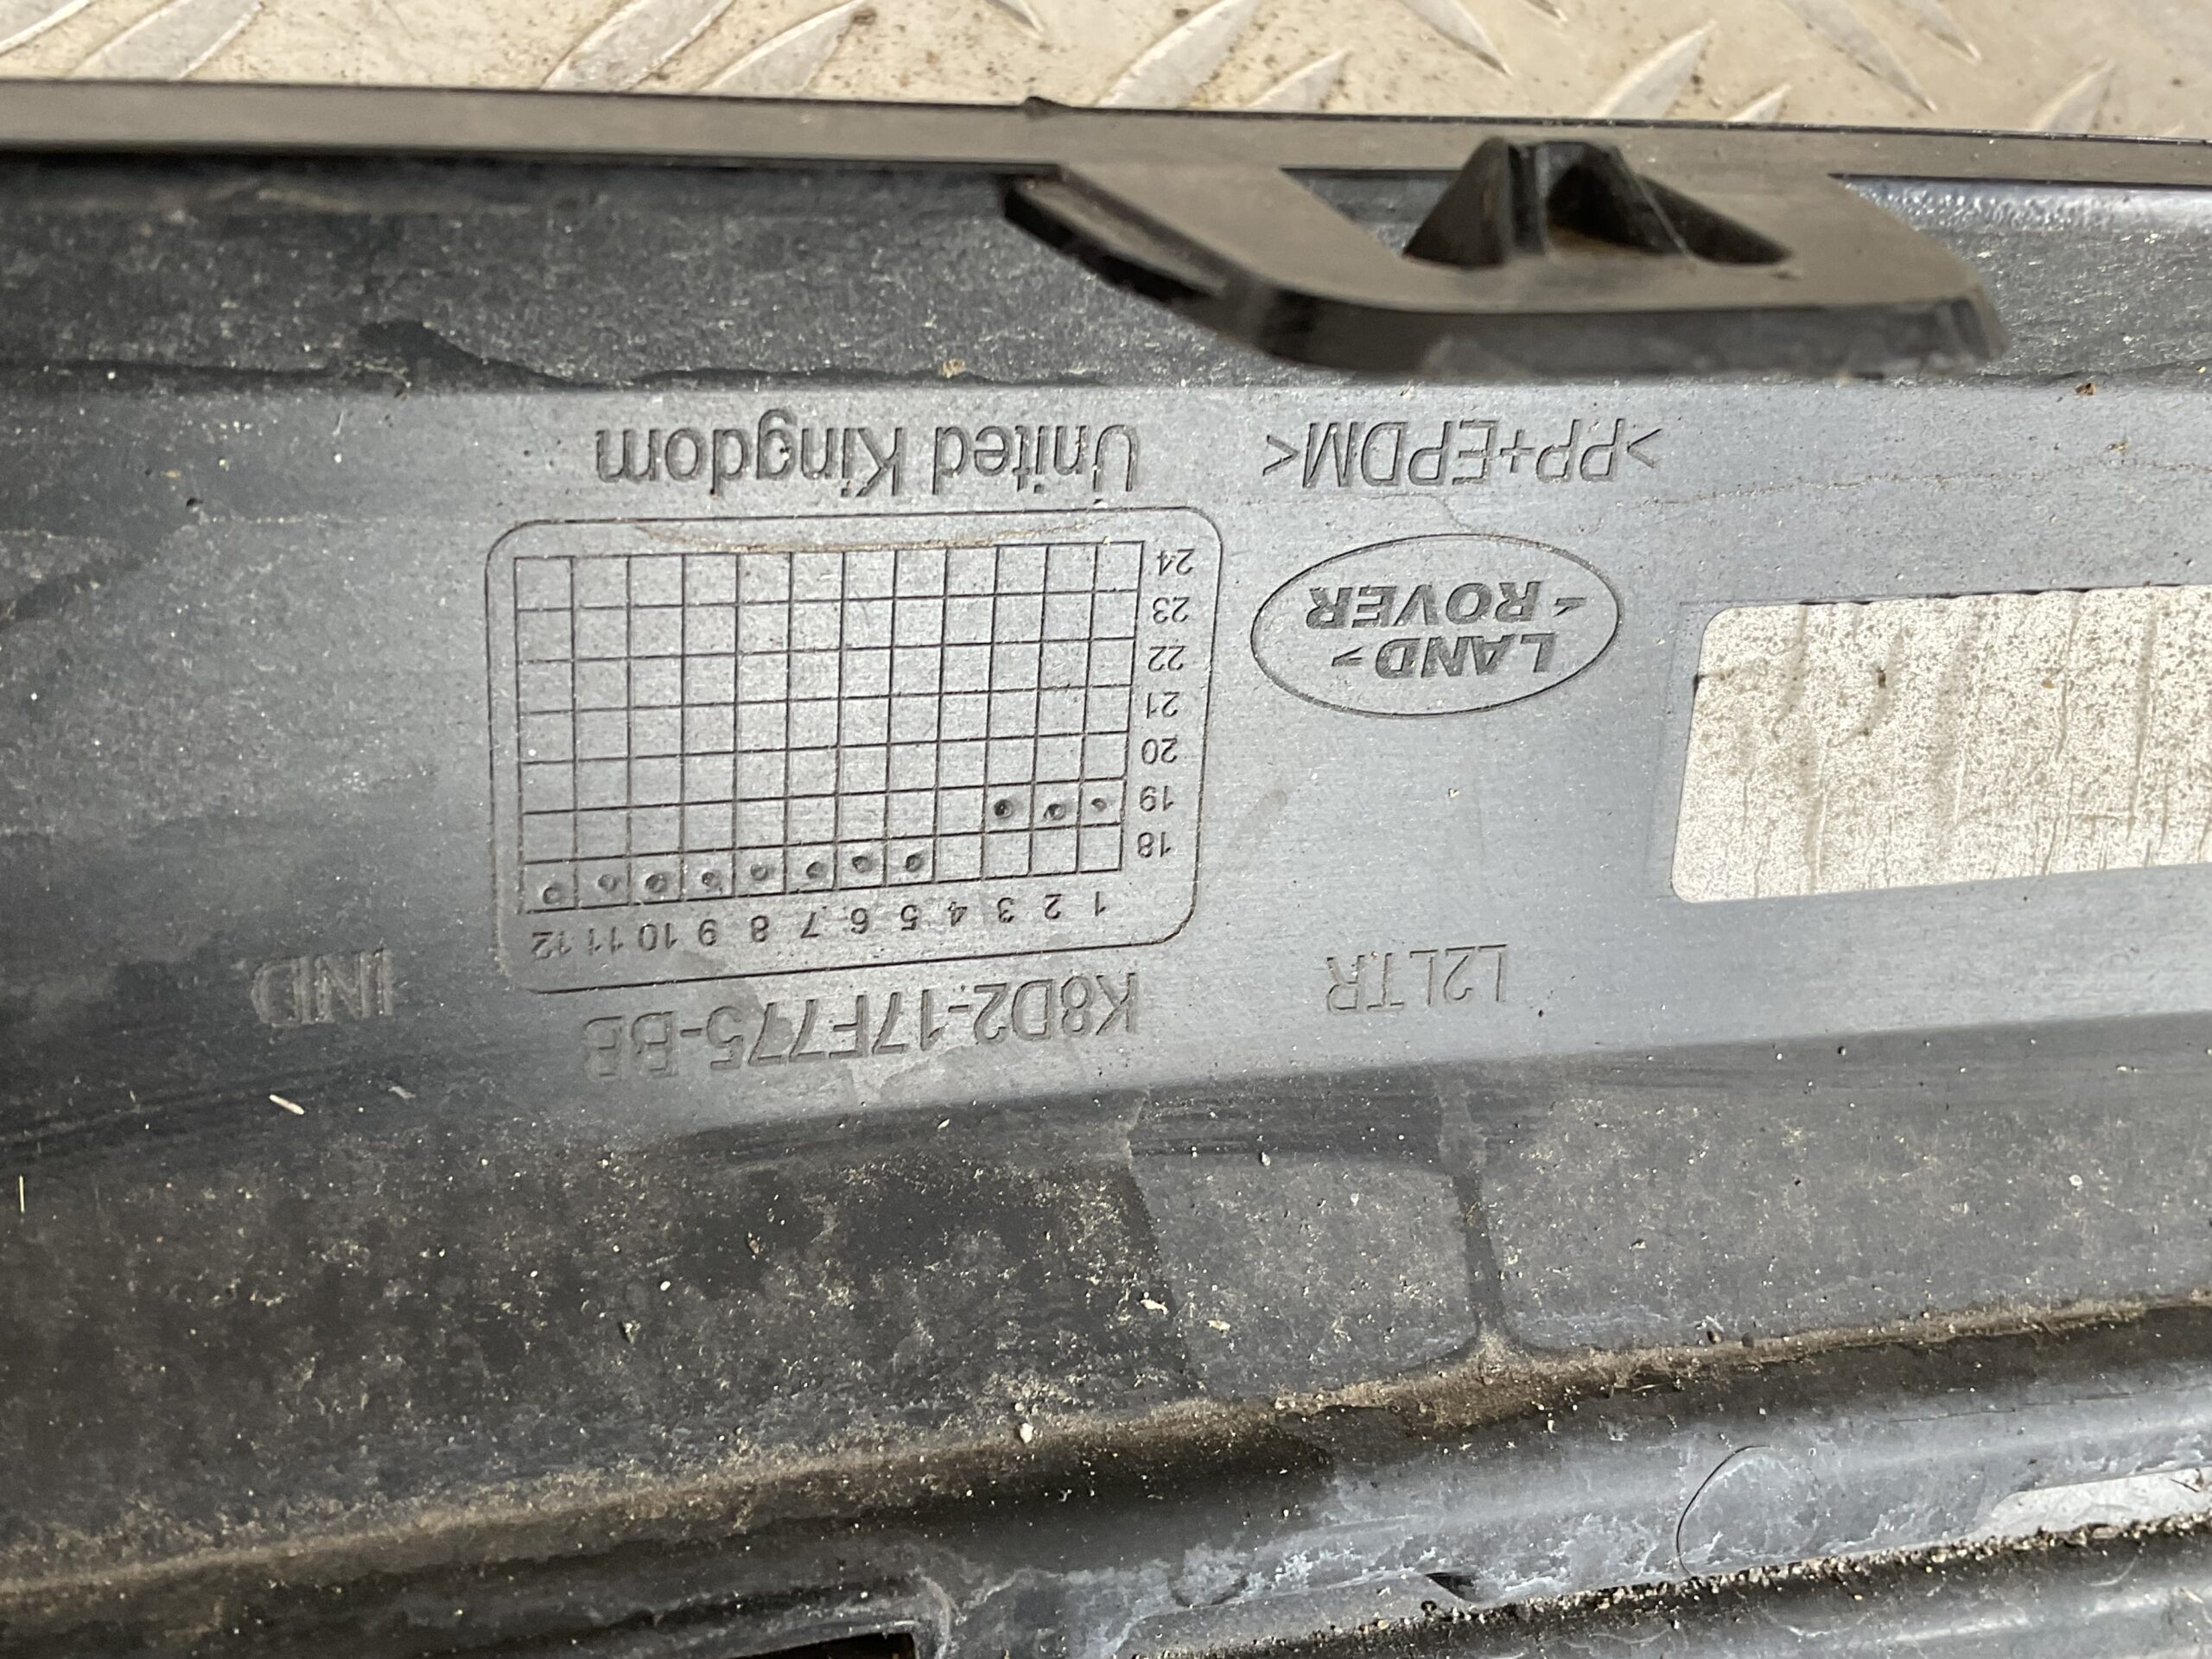 L2LTR
K8D2-17F775-BB
IND
1 2 3 4 5 6 7 8 9 10 11 12
18
19
20
21
22
23
24
LAND
ROVER
>PP+EPDM<
United Kingdom